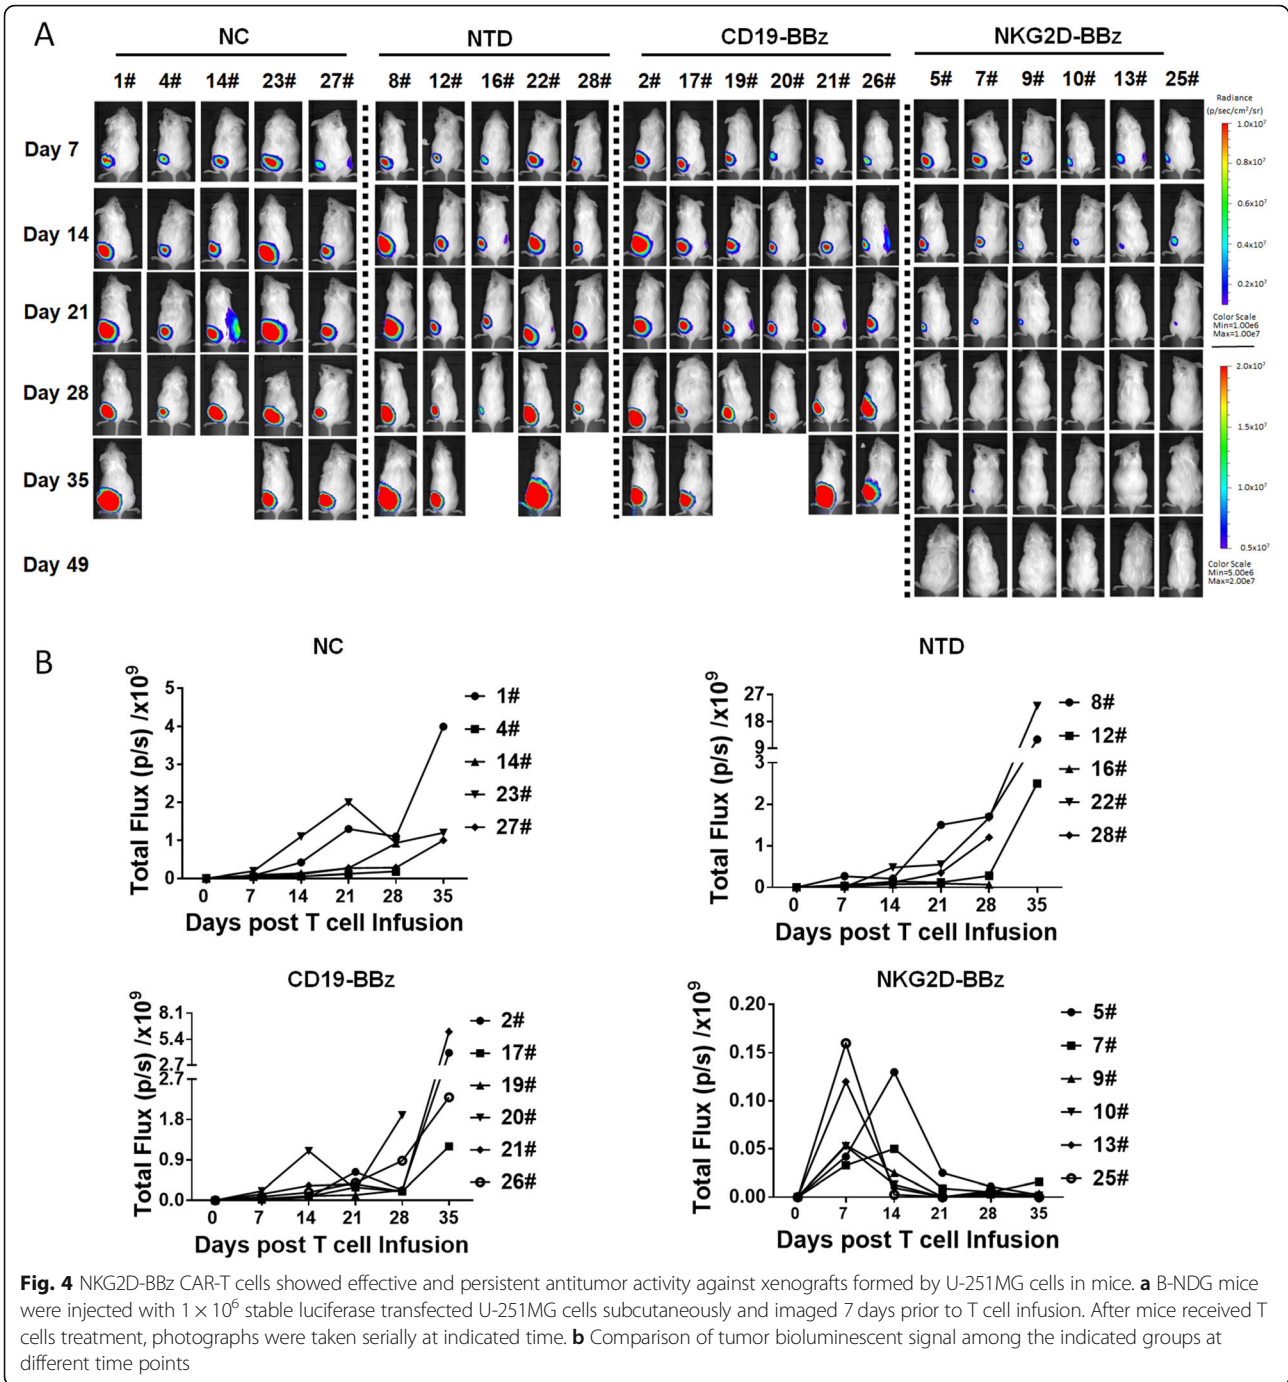 A
NC NTD CD19-BBz NKG2D-BBz
1# 4# 14# 23# 27# 8# 12# 16# 22# 28# 2# 17# 19# 20# 21# 26# 5# 7# 9# 10# 13# 25#
Radiance
(p/sec/cm²/sr)
1.0x10⁷
0.8x10⁷
0.6x10⁷
0.4x10⁷
0.2x10⁷
Color Scale
Min=1.00e6
Max=1.00e7
2.0x10⁷
1.5x10⁷
1.0x10⁷
0.5x10⁷
Color Scale
Min=5.00e6
Max=2.00e7
Day 7
Day 14
Day 21
Day 28
Day 35
Day 49
B
NC
Total Flux (p/s) /x10⁹
5
4
3
2
1
0
0 7 14 21 28 35
Days post T cell Infusion
1#
4#
14#
23#
27#
NTD
Total Flux (p/s) /x10⁹
27
18
9
3
2
1
0
0 7 14 21 28 35
Days post T cell Infusion
8#
12#
16#
22#
28#
CD19-BBz
Total Flux (p/s) /x10⁹
8.1
5.4
2.7
2.7
1.8
0.9
0.0
0 7 14 21 28 35
Days post T cell Infusion
2#
17#
19#
20#
21#
26#
NKG2D-BBz
Total Flux (p/s) /x10⁹
0.20
0.15
0.10
0.05
0.00
0 7 14 21 28 35
Days post T cell Infusion
5#
7#
9#
10#
13#
25#
Fig. 4 NKG2D-BBz CAR-T cells showed effective and persistent antitumor activity against xenografts formed by U-251MG cells in mice. a B-NDG mice
were injected with 1 × 10⁶ stable luciferase transfected U-251MG cells subcutaneously and imaged 7 days prior to T cell infusion. After mice received T
cells treatment, photographs were taken serially at indicated time. b Comparison of tumor bioluminescent signal among the indicated groups at
different time points